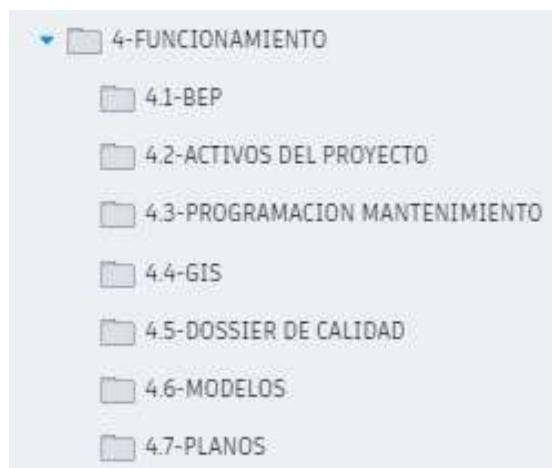 4-FUNCIONAMIENTO
4.1-BEP
4.2-ACTIVOS DEL PROYECTO
4.3-PROGRAMACION MANTENIMIENTO
4.4-GIS
4.5-DOSSIER DE CALIDAD
4.6-MODELOS
4.7-PLANOS